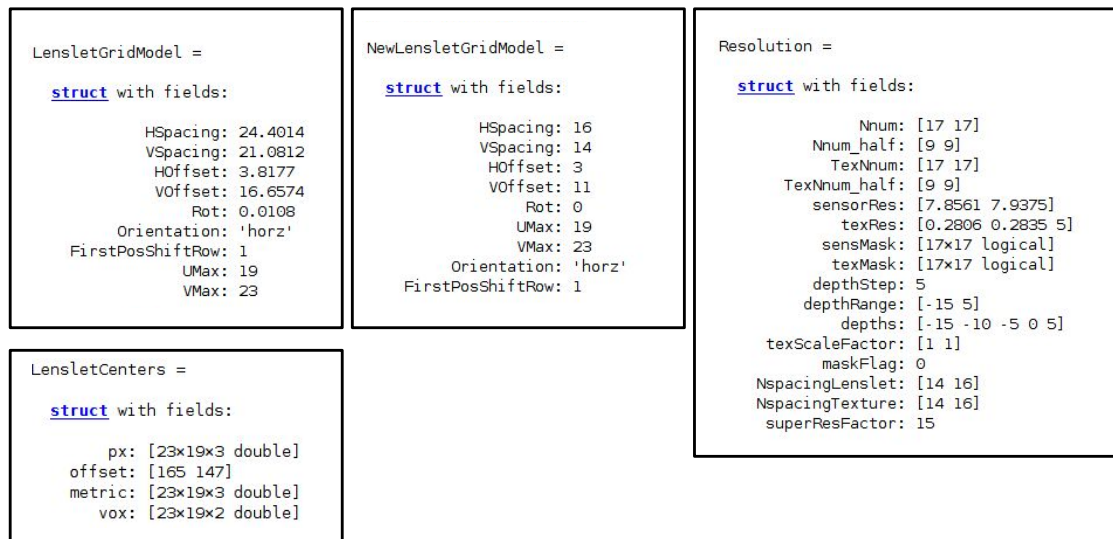 LensletGridModel =
struct with fields:
HSpacing: 24.4014
VSpacing: 21.0812
HOffset: 3.8177
VOffset: 16.6574
Rot: 0.0108
Orientation: 'horz'
FirstPosShiftRow: 1
UMax: 19
VMax: 23
NewLensletGridModel =
struct with fields:
HSpacing: 16
VSpacing: 14
HOffset: 3
VOffset: 11
Rot: 0
UMax: 19
VMax: 23
Orientation: 'horz'
FirstPosShiftRow: 1
Resolution =
struct with fields:
Nnum: [17 17]
Nnum_half: [9 9]
TexNnum: [17 17]
TexNnum_half: [9 9]
sensorRes: [7.8561 7.9375]
texRes: [0.2806 0.2835 5]
sensMask: [17×17 logical]
texMask: [17×17 logical]
depthStep: 5
depthRange: [-15 5]
depths: [-15 -10 -5 0 5]
texScaleFactor: [1 1]
maskFlag: 0
NspacingLenslet: [14 16]
NspacingTexture: [14 16]
superResFactor: 15
LensletCenters =
struct with fields:
px: [23×19×3 double]
offset: [165 147]
metric: [23×19×3 double]
vox: [23×19×2 double]